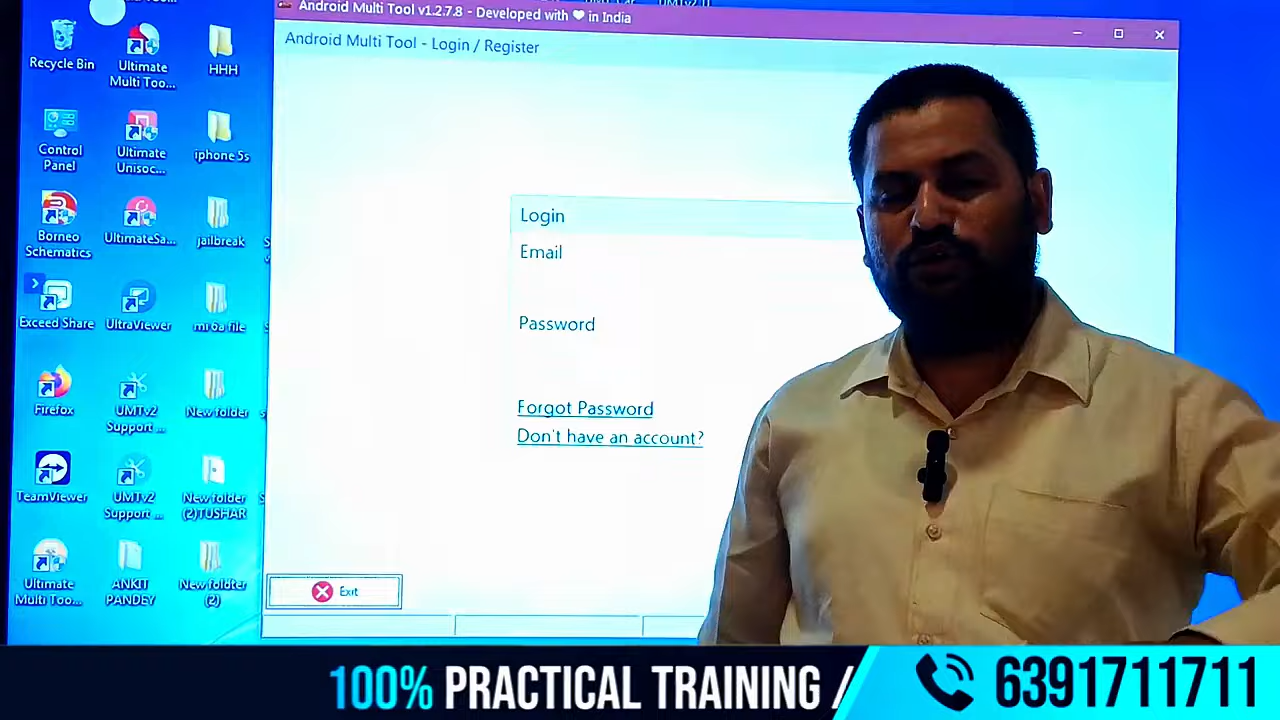 Android Multi Tool v1.2.7.8 - Developed with ❤ in India
Android Multi Tool - Login / Register
Recycle Bin
Ultimate
Multi Too...
HHH
Control
Panel
Ultimate
Unisoc...
iphone 5s
Borneo
Schematics
UltimateSa...
jailbreak
Exceed Share
UltraViewer
mi 6a file
Firefox
UMTv2
Support ...
New folder
TeamViewer
UMTv2
Support ...
New folder
(2)TUSHAR
Ultimate
Multi Too...
ANKIT
PANDEY
New foldter
(2)
Login
Email
Password
Forgot Password
Don't have an account?
Exit
100% PRACTICAL TRAINING /
6391711711